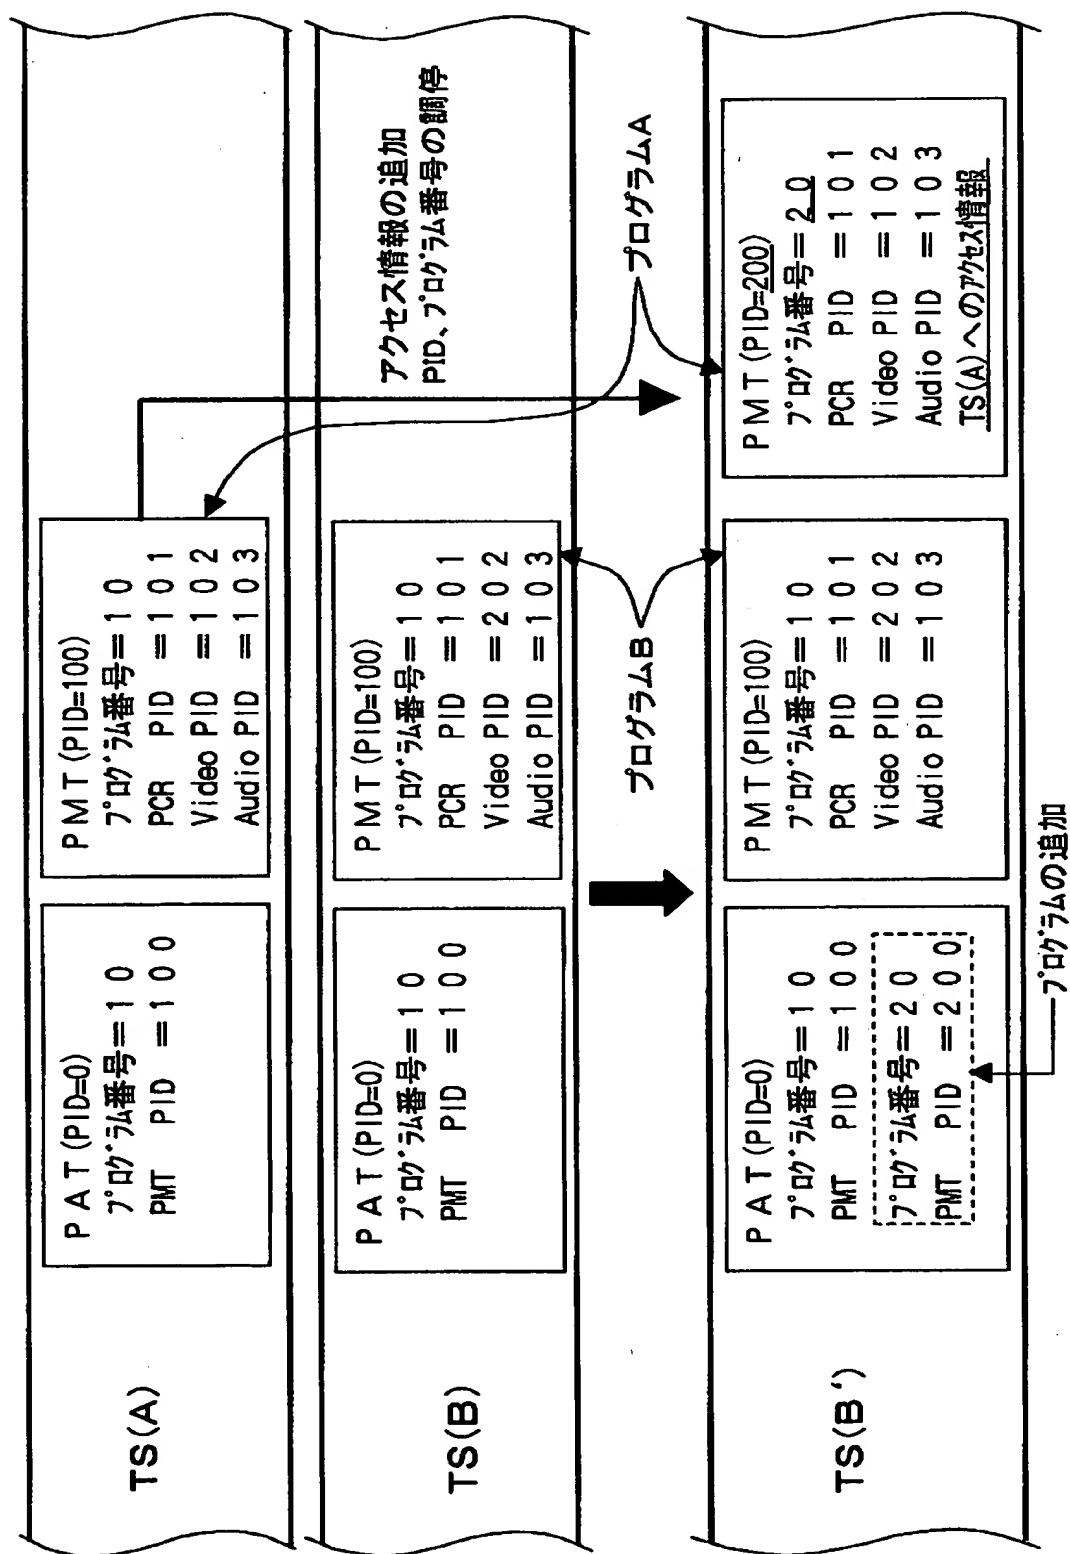 TS(A)
PAT(PID=0)
プログラム番号=10
PMT PID =100
PMT(PID=100)
プログラム番号=10
PCR PID =101
Video PID =102
Audio PID =103
TS(B)
PAT(PID=0)
プログラム番号=10
PMT PID =100
PMT(PID=100)
プログラム番号=10
PCR PID =101
Video PID =202
Audio PID =103
アクセス情報の追加
PID、プログラム番号の調停
プログラムB
プログラムA
TS(B')
PAT(PID=0)
プログラム番号=10
PMT PID =100
プログラム番号=20
PMT PID =200
PMT(PID=100)
プログラム番号=10
PCR PID =101
Video PID =202
Audio PID =103
PMT(PID=200)
プログラム番号=20
PCR PID =101
Video PID =102
Audio PID =103
TS(A)へのアクセス情報
プログラムの追加